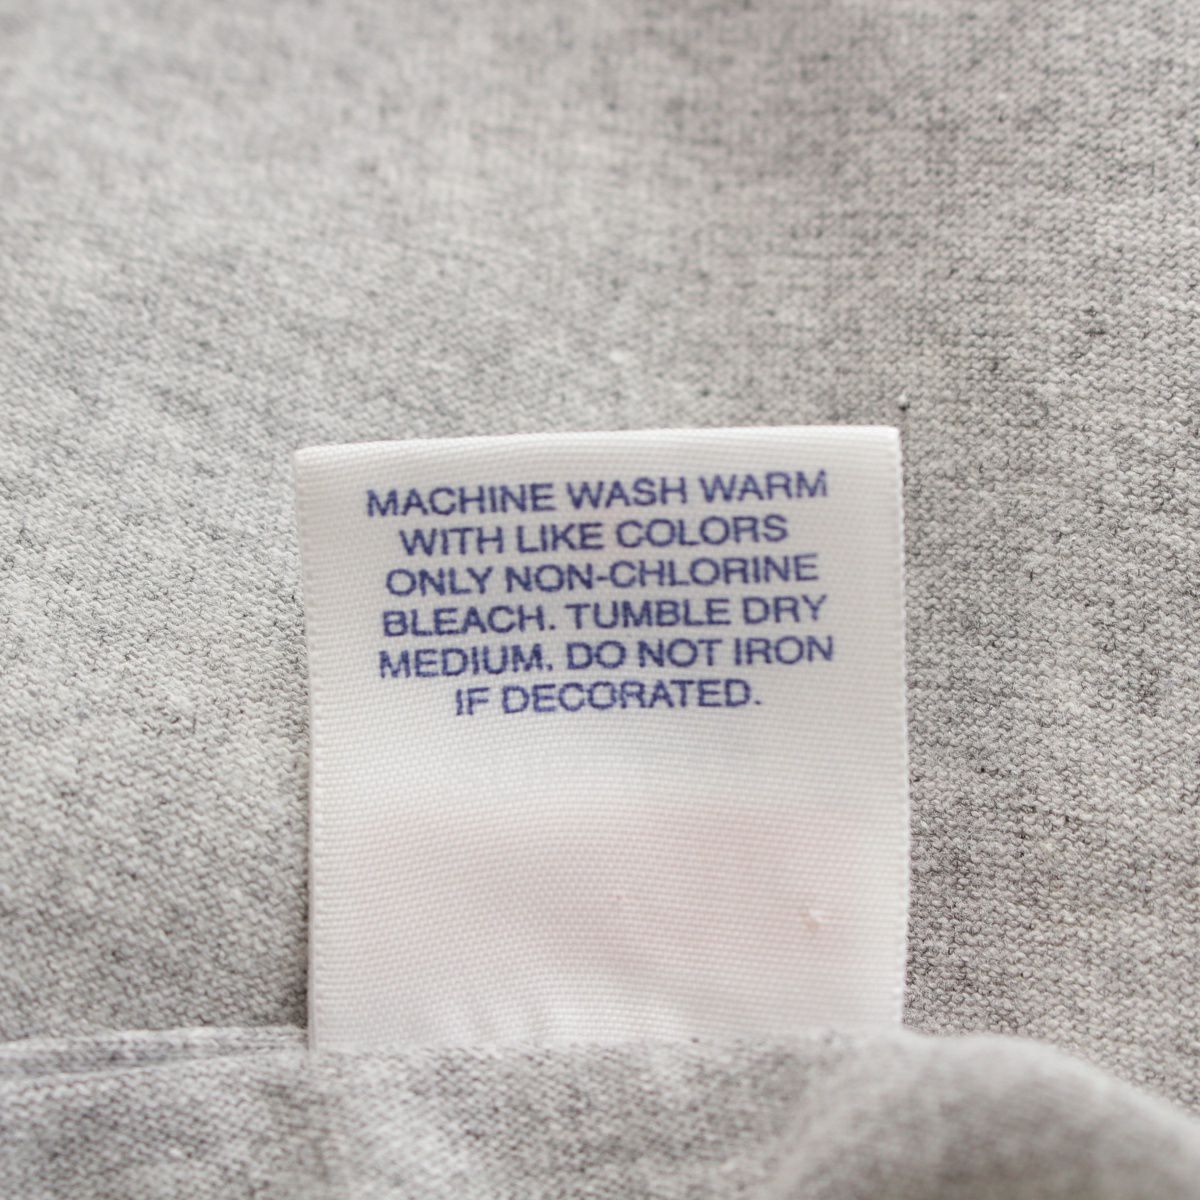 MACHINE WASH WARM
WITH LIKE COLORS
ONLY NON-CHLORINE
BLEACH. TUMBLE DRY
MEDIUM. DO NOT IRON
IF DECORATED.